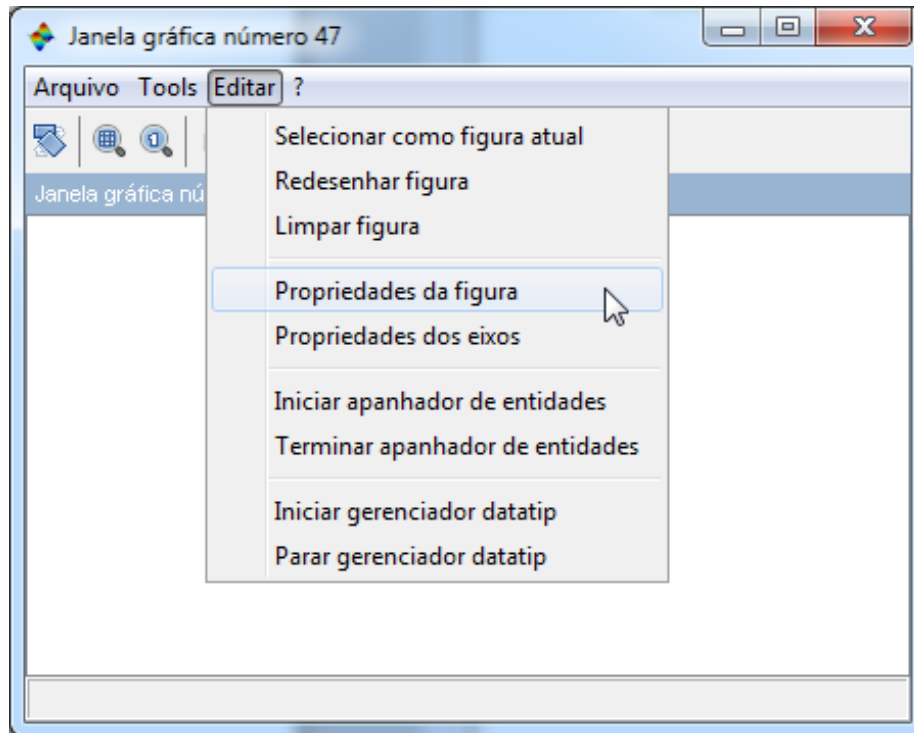 Janela gráfica número 47
Arquivo Tools Editar ?
Selecionar como figura atual
Janela gráfica nú
Redesenhar figura
Limpar figura
Propriedades da figura
Propriedades dos eixos
Iniciar apanhador de entidades
Terminar apanhador de entidades
Iniciar gerenciador datatip
Parar gerenciador datatip